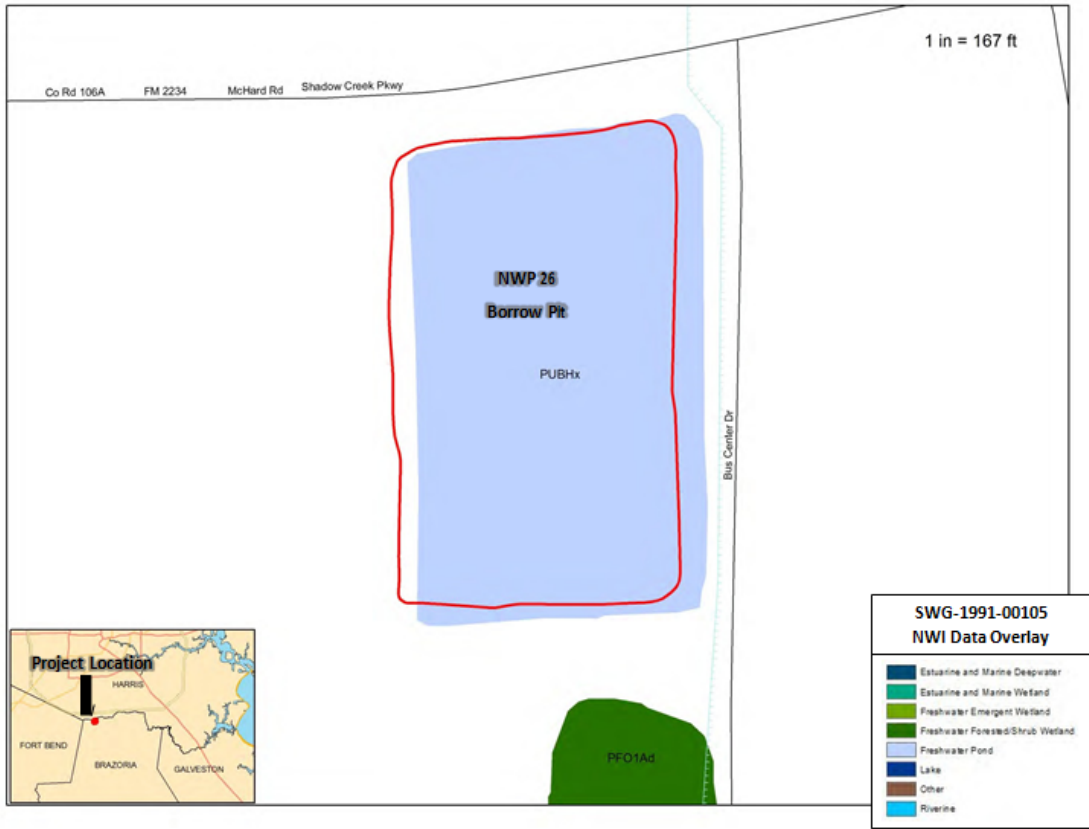 1 in = 167 ft
Co Rd 106A FM 2234 McHard Rd Shadow Creek Pkwy
NWP 26
Borrow Pit
PUBHx
Bus Center Dr
PFO1Ad
Project Location
HARRIS
FORT BEND
BRAZORIA
GALVESTON
SWG-1991-00105
NWI Data Overlay
Estuarine and Marine Deepwater
Estuarine and Marine Wetland
Freshwater Emergent Wetland
Freshwater Forested/Shrub Wetland
Freshwater Pond
Lake
Other
Riverine